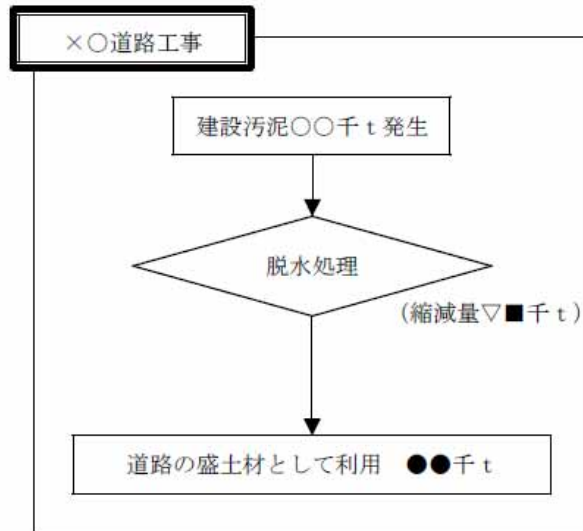 ×○道路工事
建設汚泥○○千ｔ発生
脱水処理
（縮減量▽■千ｔ）
道路の盛土材として利用　●●千ｔ